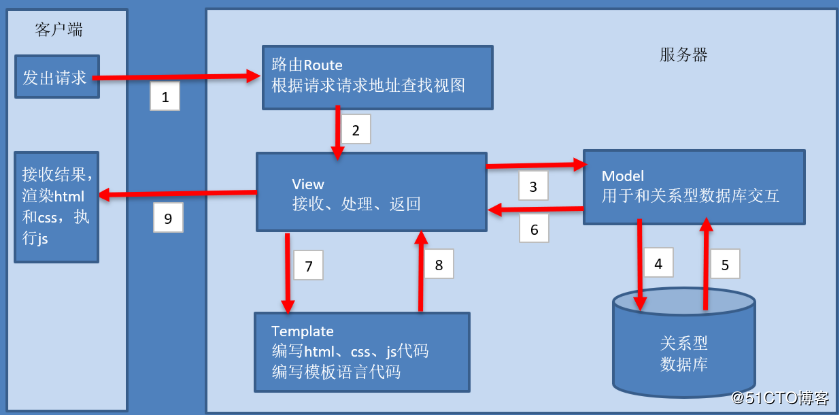 客户端
服务器
发出请求
1
路由Route
根据请求请求地址查找视图
2
接收结果，
渲染html
和css，执
行js
9
View
接收、处理、返回
3
6
Model
用于和关系型数据库交互
7
8
4
5
Template
编写html、css、js代码
编写模板语言代码
关系型
数据库
@51CTO博客